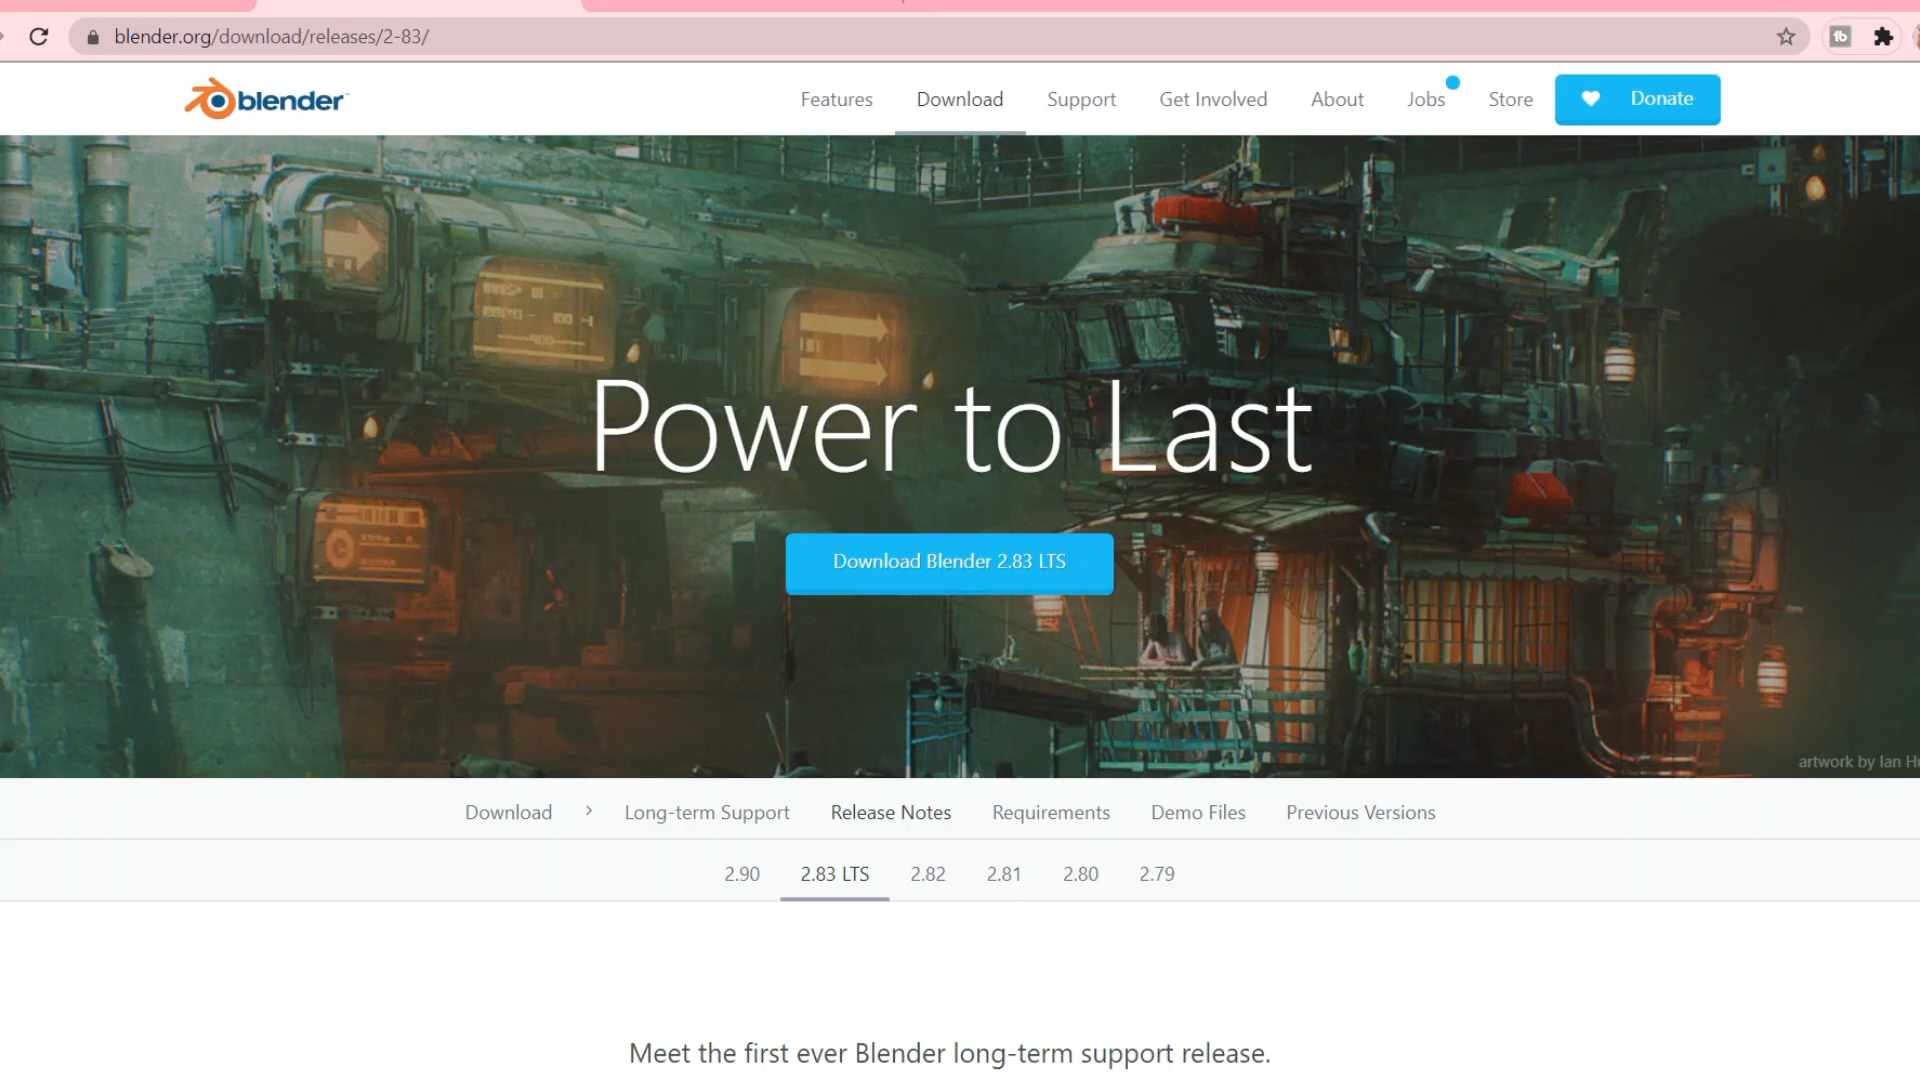 blender.org/download/releases/2-83/
blender
Features Download Support Get Involved About Jobs Store Donate
Power to Last
Download Blender 2.83 LTS
artwork by Ian
Download > Long-term Support Release Notes Requirements Demo Files Previous Versions
2.90 2.83 LTS 2.82 2.81 2.80 2.79
Meet the first ever Blender long-term support release.